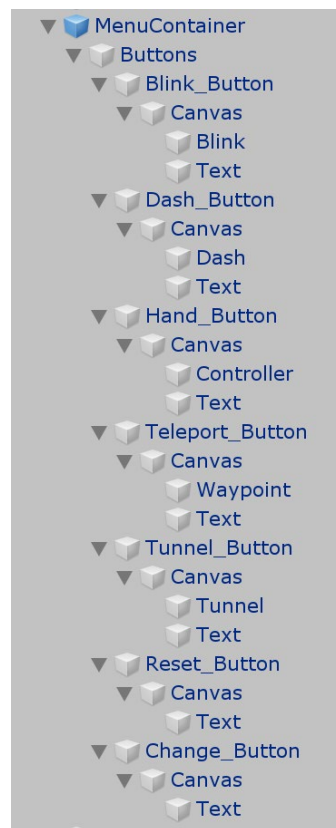 MenuContainer
Buttons
Blink_Button
Canvas
Blink
Text
Dash_Button
Canvas
Dash
Text
Hand_Button
Canvas
Controller
Text
Teleport_Button
Canvas
Waypoint
Text
Tunnel_Button
Canvas
Tunnel
Text
Reset_Button
Canvas
Text
Change_Button
Canvas
Text